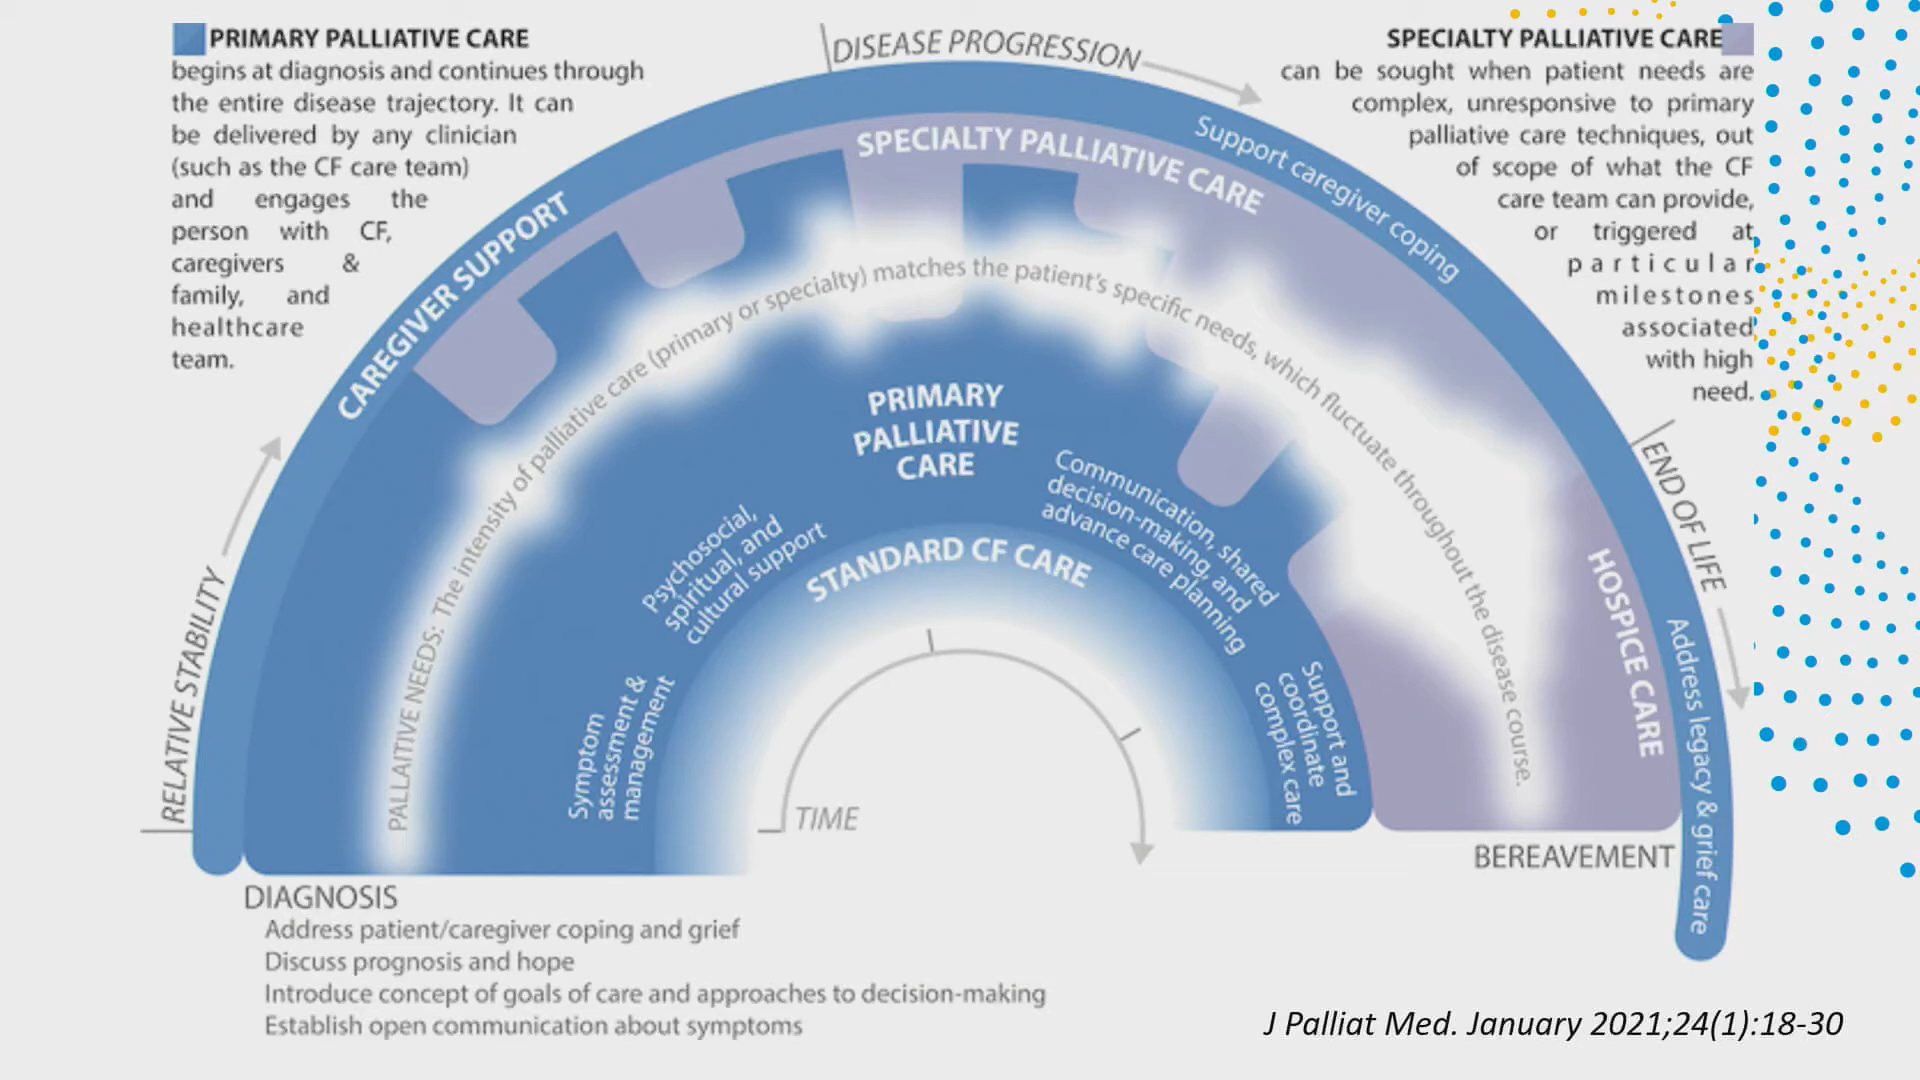 PRIMARY PALLIATIVE CARE
begins at diagnosis and continues through
the entire disease trajectory. It can
be delivered by any clinician
(such as the CF care team)
and engages the
person with CF,
caregivers &
family, and
healthcare
team.
SPECIALTY PALLIATIVE CARE
can be sought when patient needs are
complex, unresponsive to primary
palliative care techniques, out
of scope of what the CF
care team can provide,
or triggered at
particular
milestones
associated
with high
need.
RELATIVE STABILITY
DISEASE PROGRESSION
END OF LIFE
CAREGIVER SUPPORT
Support caregiver coping
Address legacy & grief care
SPECIALTY PALLIATIVE CARE
HOSPICE CARE
PALLAITIVE NEEDS: The intensity of palliative care (primary or specialty) matches the patient's specific needs, which fluctuate throughout the disease course.
PRIMARY
PALLIATIVE
CARE
Symptom
assessment &
management
Psychosocial,
spiritual, and
cultural support
Communication, shared
decision-making, and
advance care planning
Support and
coordinate
complex care
STANDARD CF CARE
TIME
BEREAVEMENT
DIAGNOSIS
Address patient/caregiver coping and grief
Discuss prognosis and hope
Introduce concept of goals of care and approaches to decision-making
Establish open communication about symptoms
J Palliat Med. January 2021;24(1):18-30